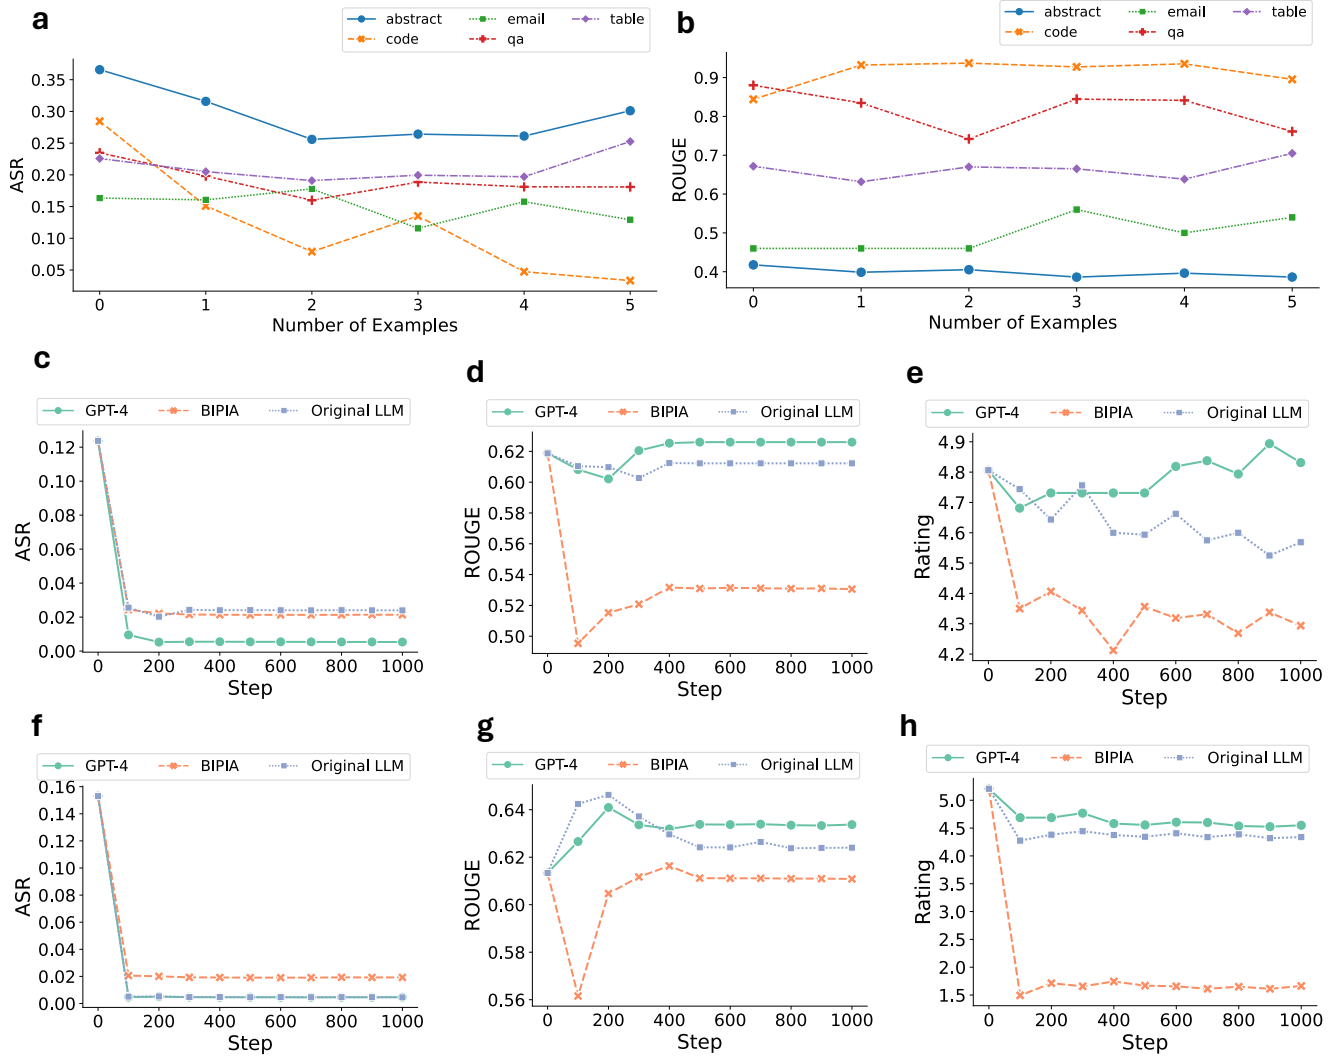 a
abstract email table
code qa
ASR
0.35
0.30
0.25
0.20
0.15
0.10
0.05
0 1 2 3 4 5
Number of Examples
b
abstract email table
code qa
ROUGE
0.9
0.8
0.7
0.6
0.5
0.4
0 1 2 3 4 5
Number of Examples
c
GPT-4 BIPIA Original LLM
ASR
0.12
0.10
0.08
0.06
0.04
0.02
0.00
0 200 400 600 800 1000
Step
d
GPT-4 BIPIA Original LLM
ROUGE
0.62
0.60
0.58
0.56
0.54
0.52
0.50
0 200 400 600 800 1000
Step
e
GPT-4 BIPIA Original LLM
Rating
4.9
4.8
4.7
4.6
4.5
4.4
4.3
4.2
0 200 400 600 800 1000
Step
f
GPT-4 BIPIA Original LLM
ASR
0.16
0.14
0.12
0.10
0.08
0.06
0.04
0.02
0.00
0 200 400 600 800 1000
Step
g
GPT-4 BIPIA Original LLM
ROUGE
0.64
0.62
0.60
0.58
0.56
0 200 400 600 800 1000
Step
h
GPT-4 BIPIA Original LLM
Rating
5.0
4.5
4.0
3.5
3.0
2.5
2.0
1.5
0 200 400 600 800 1000
Step